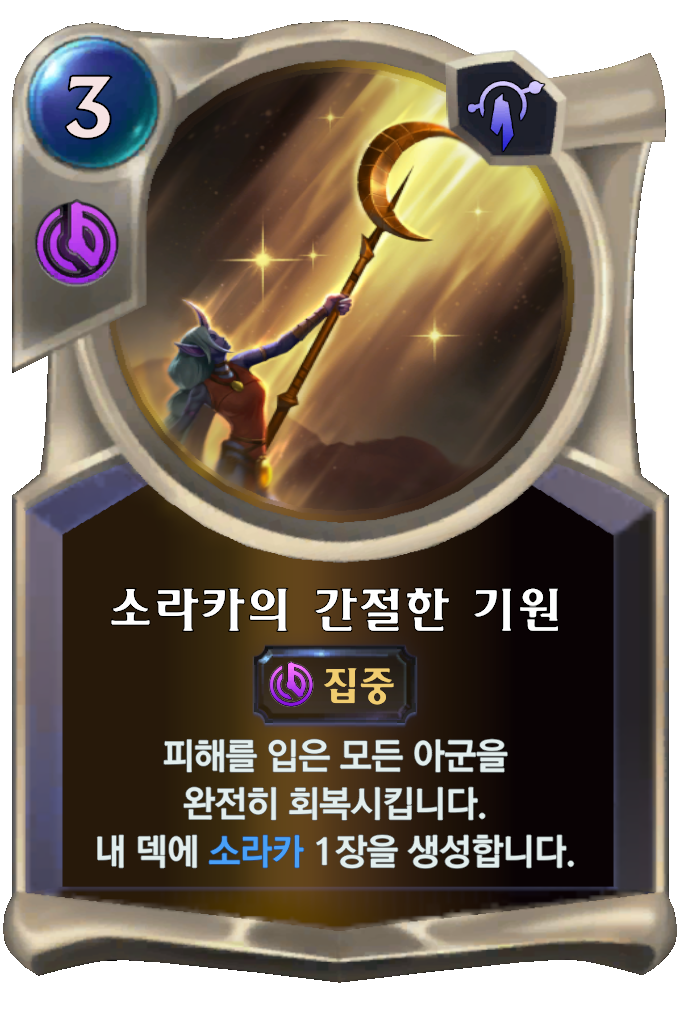 3
소라카의 간절한 기원
집중
피해를 입은 모든 아군을
완전히 회복시킵니다.
내 덱에 소라카 1장을 생성합니다.